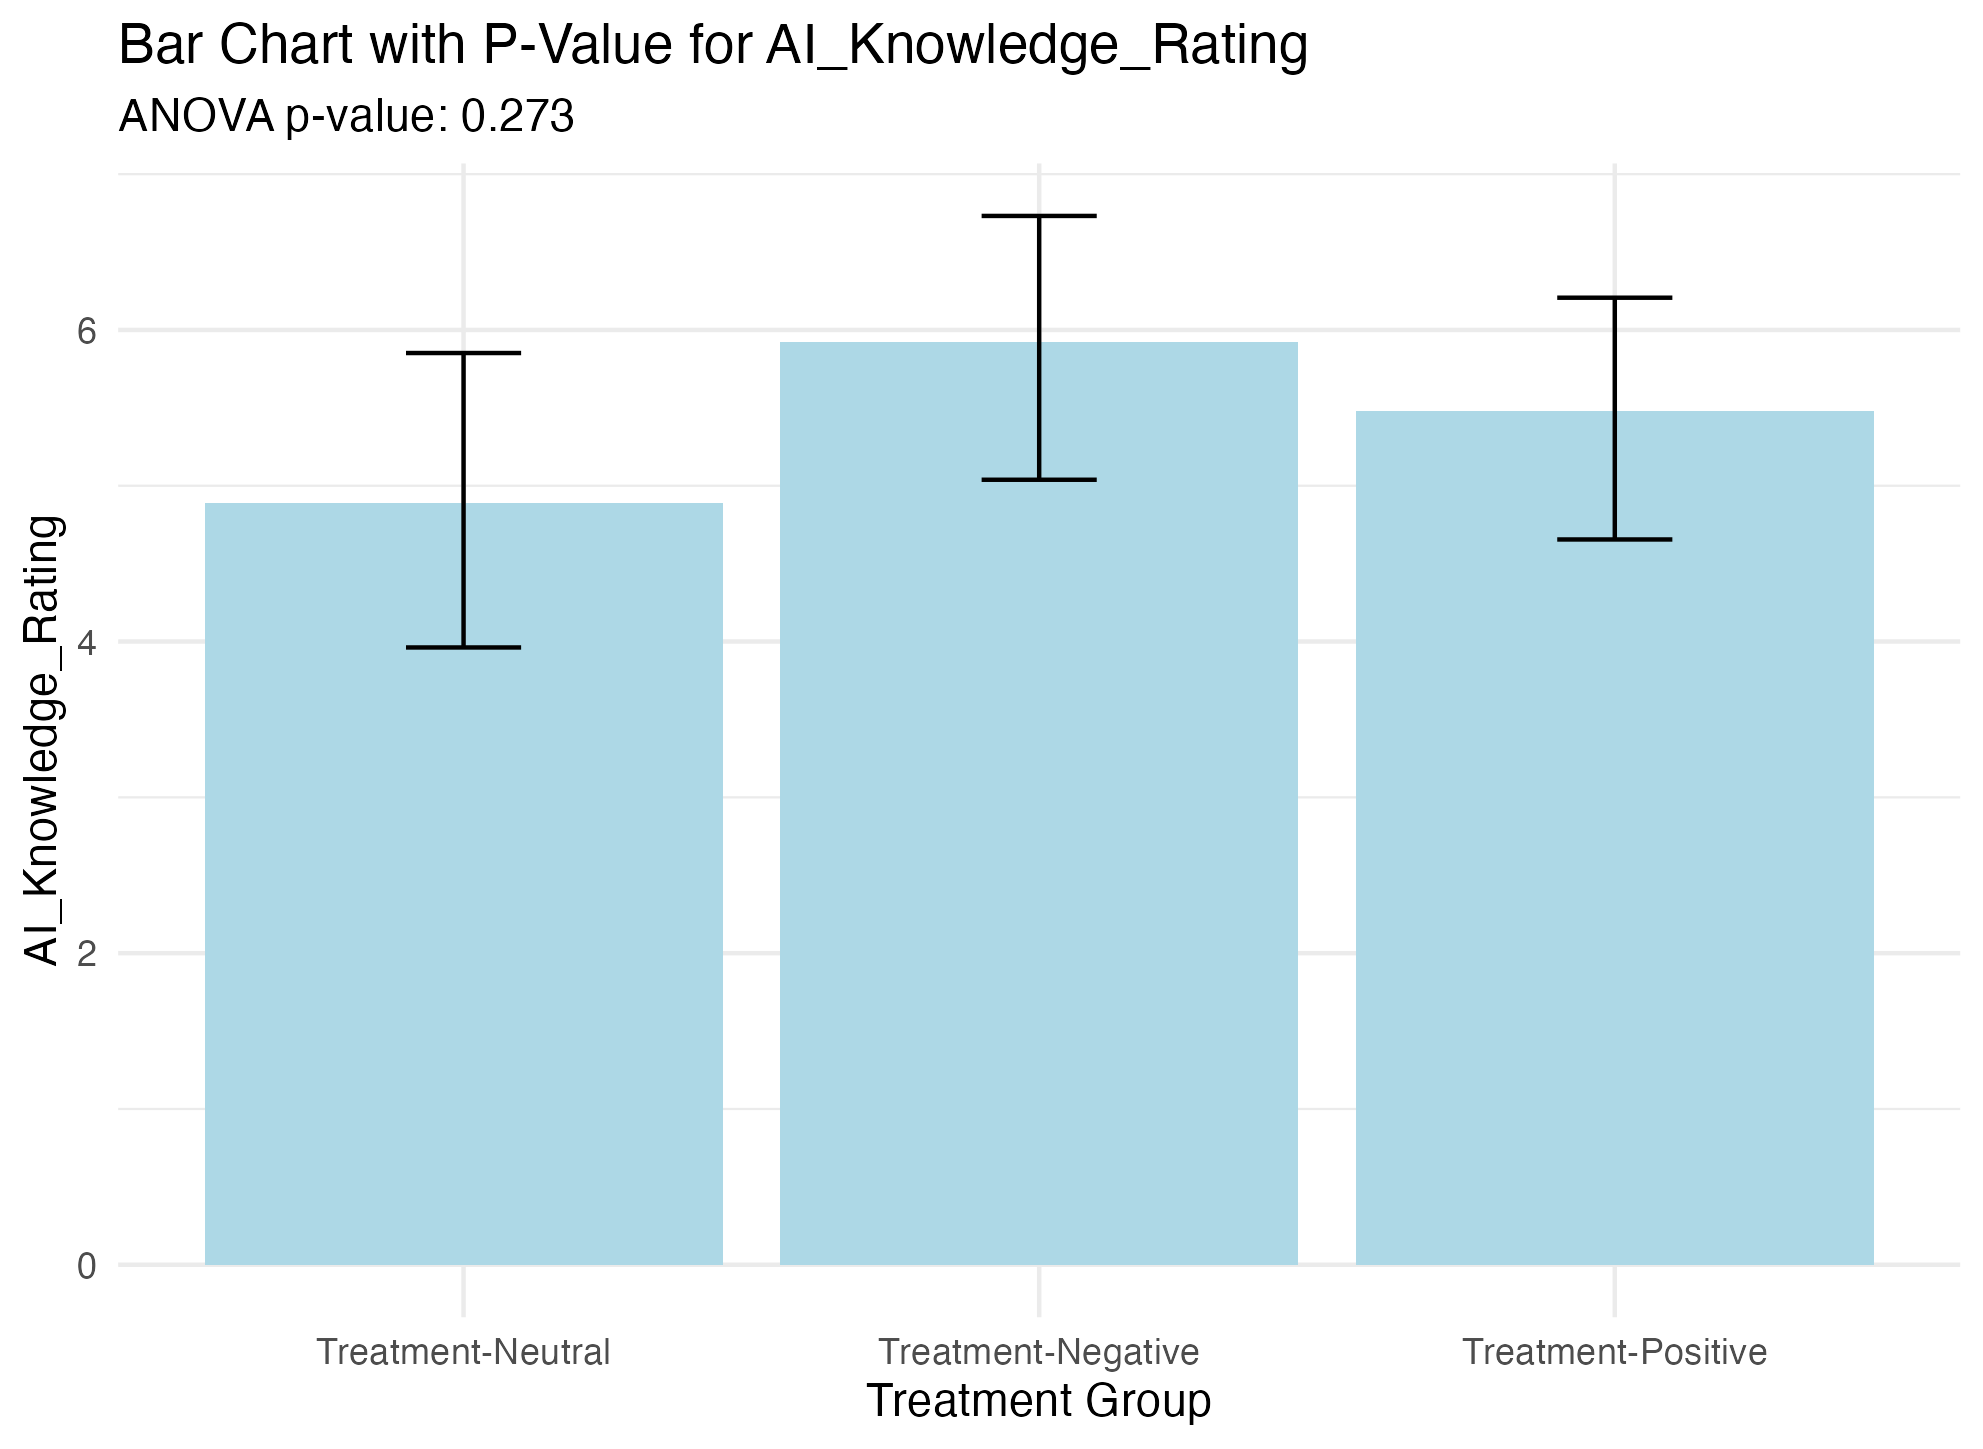 Bar Chart with P-Value for AI_Knowledge_Rating
ANOVA p-value: 0.273
AI_Knowledge_Rating
6
4
2
0
Treatment-Neutral
Treatment-Negative
Treatment-Positive
Treatment Group